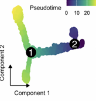 Pseudotime 0 10 20
1
2
Component 2
Component 1